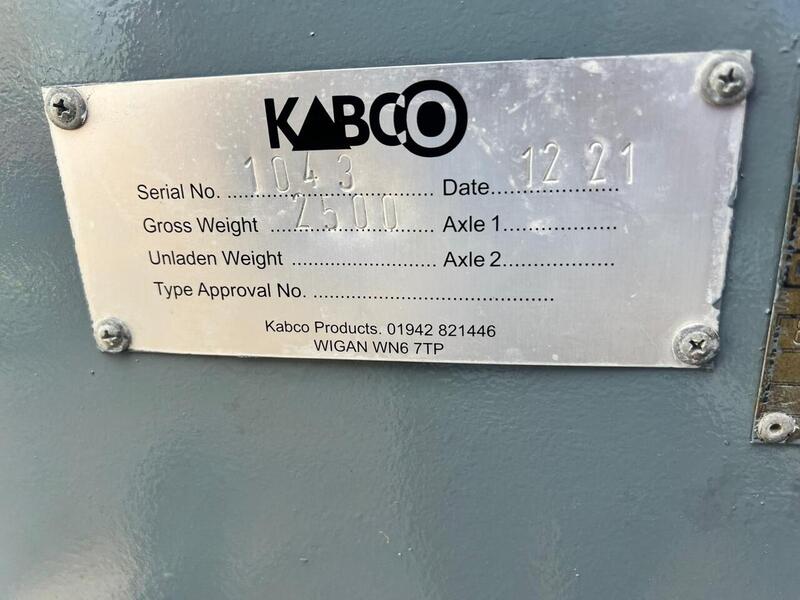 KABCO
Serial No. 1043 Date 12 21
Gross Weight 2500 Axle 1
Unladen Weight Axle 2
Type Approval No.
Kabco Products. 01942 821446
WIGAN WN6 7TP